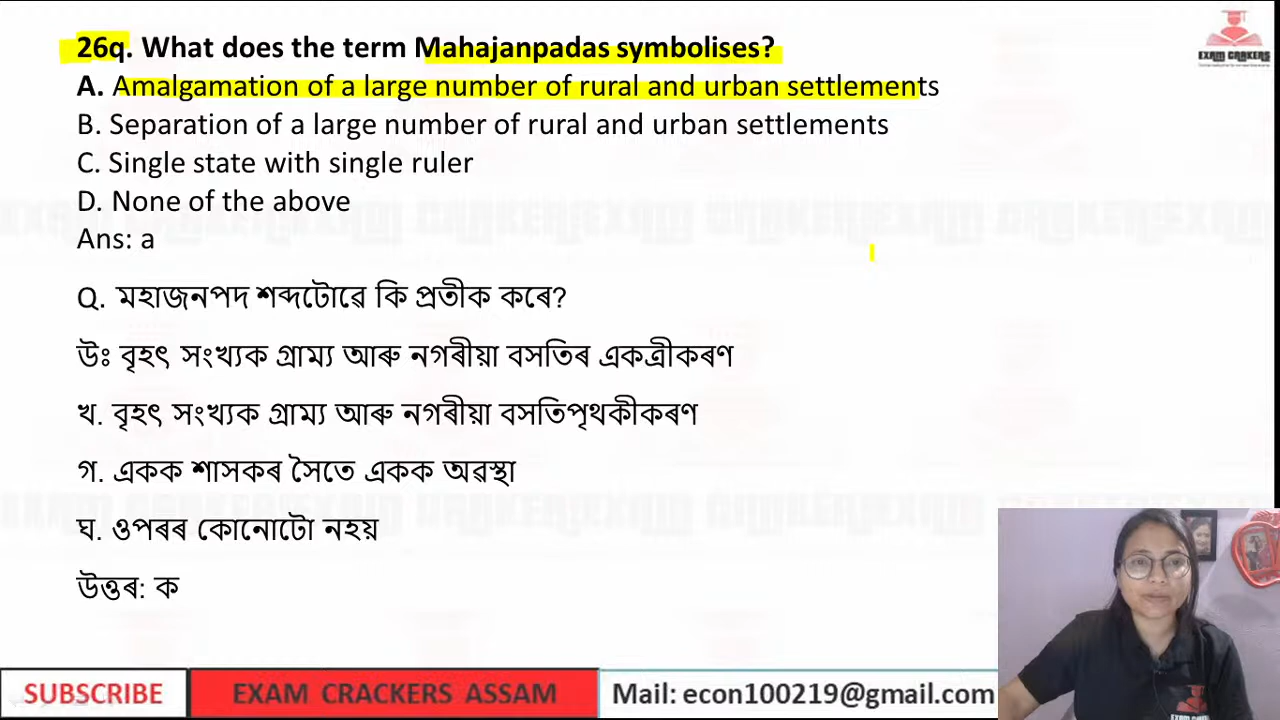 EXAM CRACKERS
26q. What does the term Mahajanpadas symbolises?
A. Amalgamation of a large number of rural and urban settlements
B. Separation of a large number of rural and urban settlements
C. Single state with single ruler
D. None of the above
Ans: a
Q. মহাজনপদ শব্দটোৱে কি প্ৰতীক কৰে?
উঃ বৃহৎ সংখ্যক গ্ৰাম্য আৰু নগৰীয়া বসতিৰ একত্ৰীকৰণ
খ. বৃহৎ সংখ্যক গ্ৰাম্য আৰু নগৰীয়া বসতিপৃথকীকৰণ
গ. একক শাসকৰ সৈতে একক অৱস্থা
ঘ. ওপৰৰ কোনোটো নহয়
উত্তৰ: ক
SUBSCRIBE EXAM CRACKERS ASSAM Mail: econ100219@gmail.com